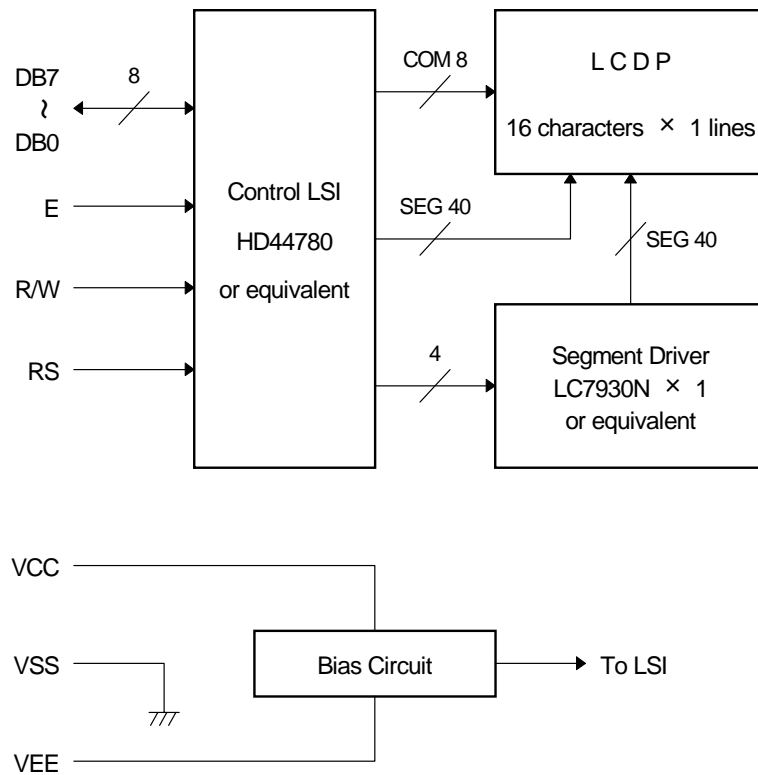 DB7
~
DB0
8
E
R/W
RS
Control LSI
HD44780
or equivalent
COM 8
SEG 40
4
L C D P
16 characters × 1 lines
SEG 40
Segment Driver
LC7930N × 1
or equivalent
VCC
VSS
VEE
Bias Circuit
To LSI